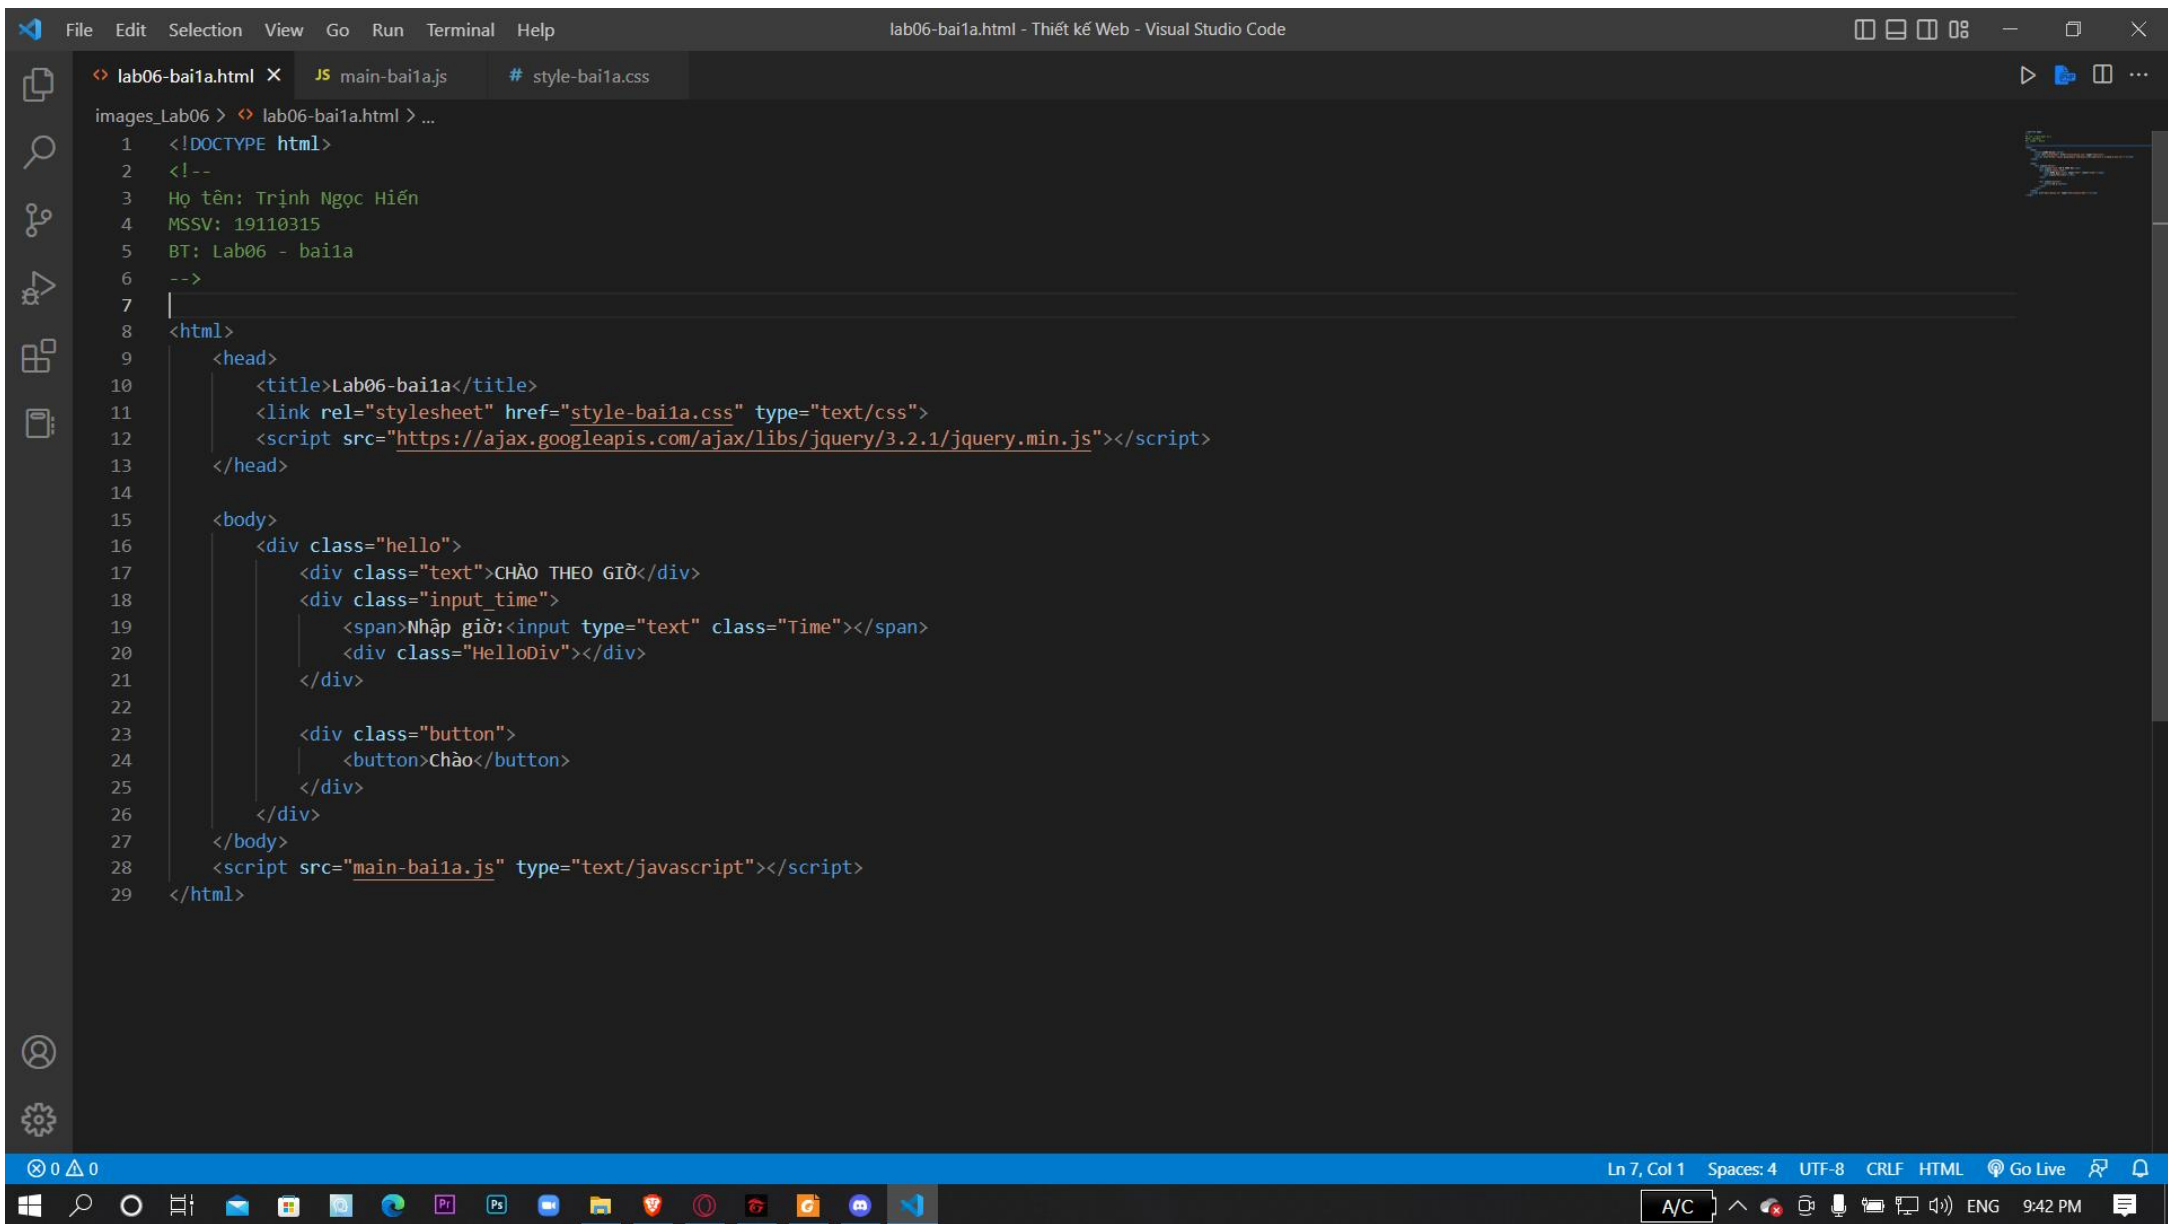 File Edit Selection View Go Run Terminal Help lab06-bai1a.html - Thiết kế Web - Visual Studio Code
lab06-bai1a.html JS main-bai1a.js # style-bai1a.css
images_Lab06 > lab06-bai1a.html > ...
1 <!DOCTYPE html>
2 <!--
3 Họ tên: Trịnh Ngọc Hiến
4 MSSV: 19110315
5 BT: Lab06 - bai1a
6 -->
7
8 <html>
9 <head>
10 <title>Lab06-bai1a</title>
11 <link rel="stylesheet" href="style-bai1a.css" type="text/css">
12 <script src="https://ajax.googleapis.com/ajax/libs/jquery/3.2.1/jquery.min.js"></script>
13 </head>
14
15 <body>
16 <div class="hello">
17 <div class="text">CHÀO THEO GIỜ</div>
18 <div class="input_time">
19 <span>Nhập giờ:<input type="text" class="Time"></span>
20 <div class="HelloDiv"></div>
21 </div>
22
23 <div class="button">
24 <button>Chào</button>
25 </div>
26 </div>
27 </body>
28 <script src="main-bai1a.js" type="text/javascript"></script>
29 </html>
0 0 Ln 7, Col 1 Spaces: 4 UTF-8 CRLF HTML Go Live
Pr Ps A/C ENG 9:42 PM